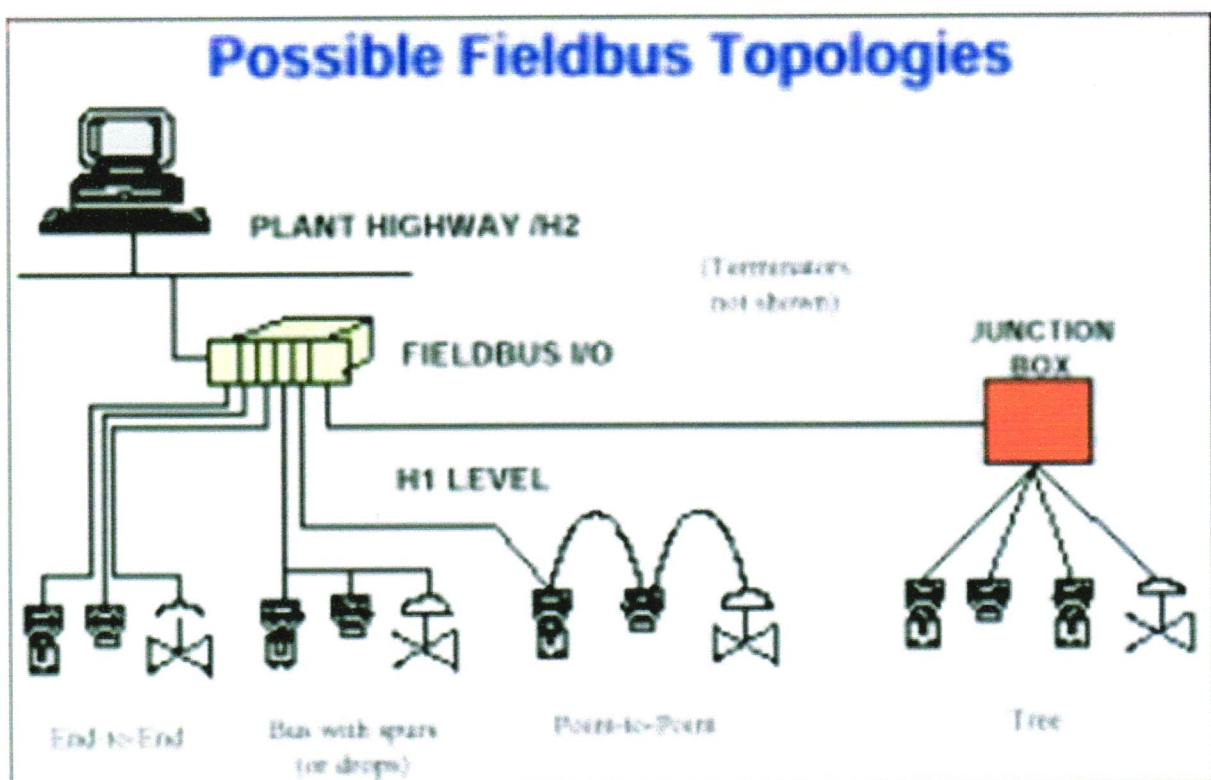 Possible Fieldbus Topologies
PLANT HIGHWAY /H2
(Terminators
not shown)
FIELDBUS I/O
JUNCTION
BOX
H1 LEVEL
End-to-End
Bus with spurs
(or drops)
Point-to-Point
Tree